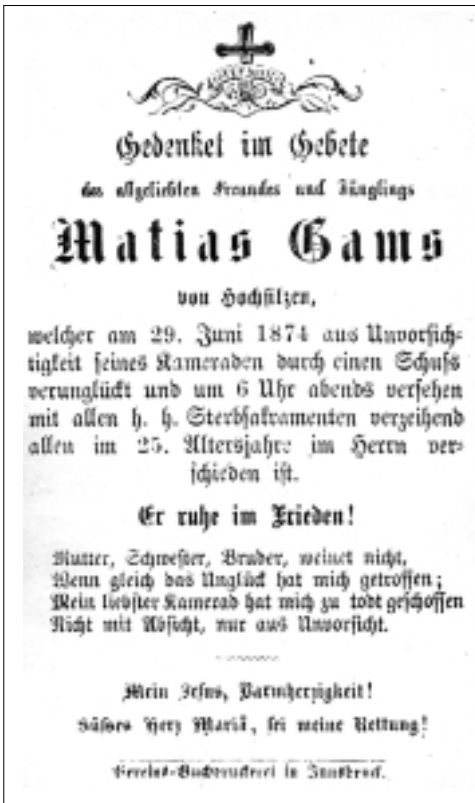 Gedenket im Gebete
des allgeliebten Freundes und Jünglings
Matias Gams
von Hochfilzen,
welcher am 29. Juni 1874 aus Unvorsich-
tigkeit seines Kameraden durch einen Schuß
verunglückt und um 6 Uhr abends versehen
mit allen h. h. Sterbsakramenten verzeihend
allen im 25. Altersjahre im Herrn ver-
schieden ist.
Er ruhe im Frieden!
Mutter, Schwester, Bruder, weinet nicht,
Wenn gleich das Unglück hat mich getroffen;
Mein liebster Kamerad hat mich zu todt geschossen
Nicht mit Absicht, nur aus Unvorsicht.
Mein Jesus, Barmherzigkeit!
Süßes Herz Mariä, sei meine Rettung!
Vereins-Buchdruckerei in Innsbruck.